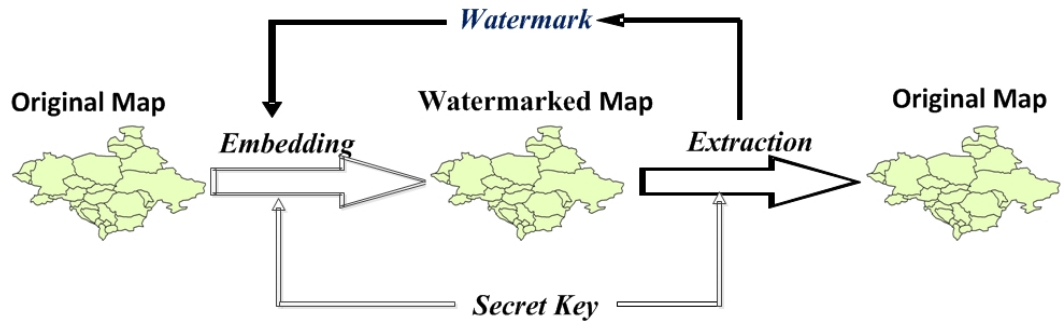 Watermark
Original Map
Watermarked Map
Original Map
Embedding
Extraction
Secret Key